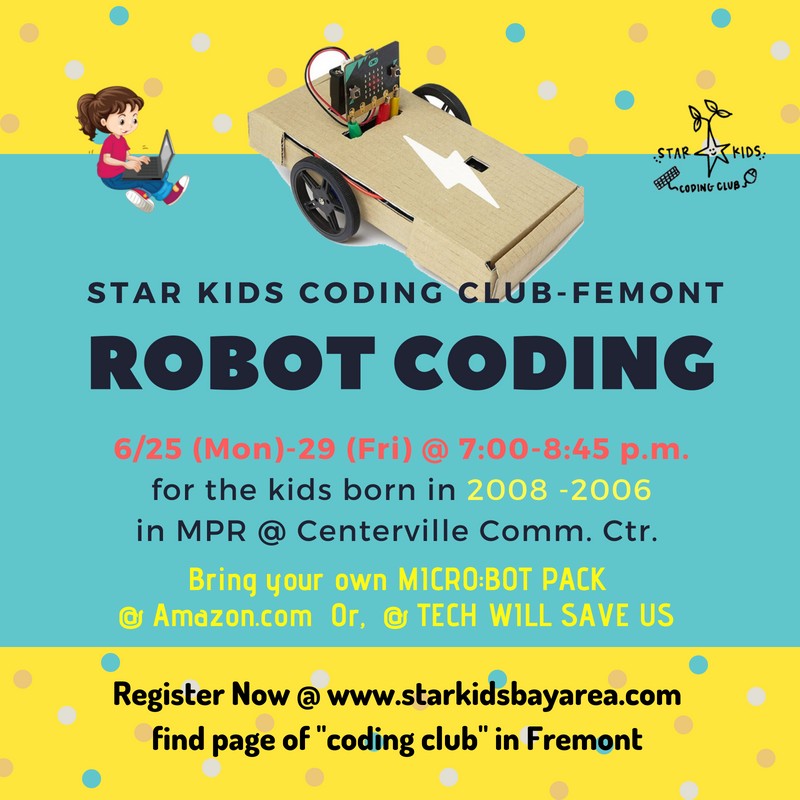 STAR KIDS
CODING CLUB
STAR KIDS CODING CLUB-FEMONT
ROBOT CODING
6/25 (Mon)-29 (Fri) @ 7:00-8:45 p.m.
for the kids born in 2008 -2006
in MPR @ Centerville Comm. Ctr.
Bring your own MICRO:BOT PACK
@ Amazon.com Or, @ TECH WILL SAVE US
Register Now @ www.starkidsbayarea.com
find page of "coding club" in Fremont